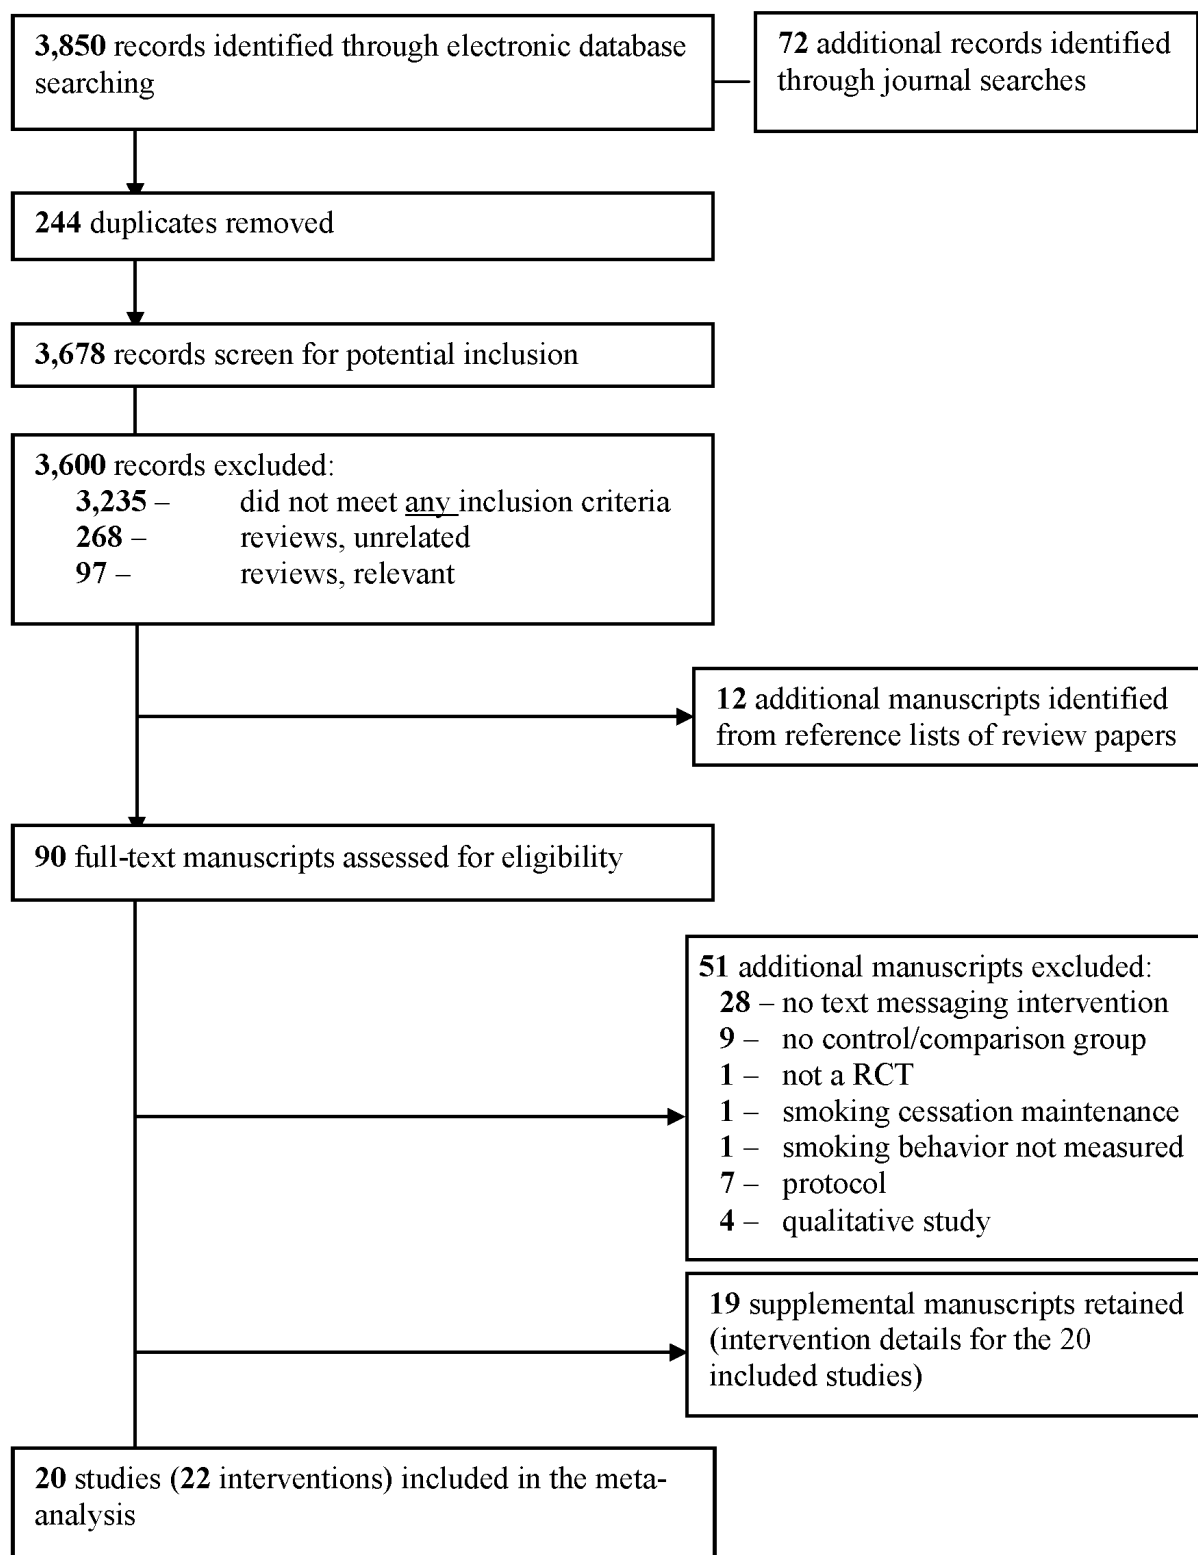 3,850 records identified through electronic database
searching
72 additional records identified
through journal searches
244 duplicates removed
3,678 records screen for potential inclusion
3,600 records excluded:
3,235 – did not meet any inclusion criteria
268 – reviews, unrelated
97 – reviews, relevant
12 additional manuscripts identified
from reference lists of review papers
90 full-text manuscripts assessed for eligibility
51 additional manuscripts excluded:
28 – no text messaging intervention
9 – no control/comparison group
1 – not a RCT
1 – smoking cessation maintenance
1 – smoking behavior not measured
7 – protocol
4 – qualitative study
19 supplemental manuscripts retained
(intervention details for the 20
included studies)
20 studies (22 interventions) included in the meta-
analysis